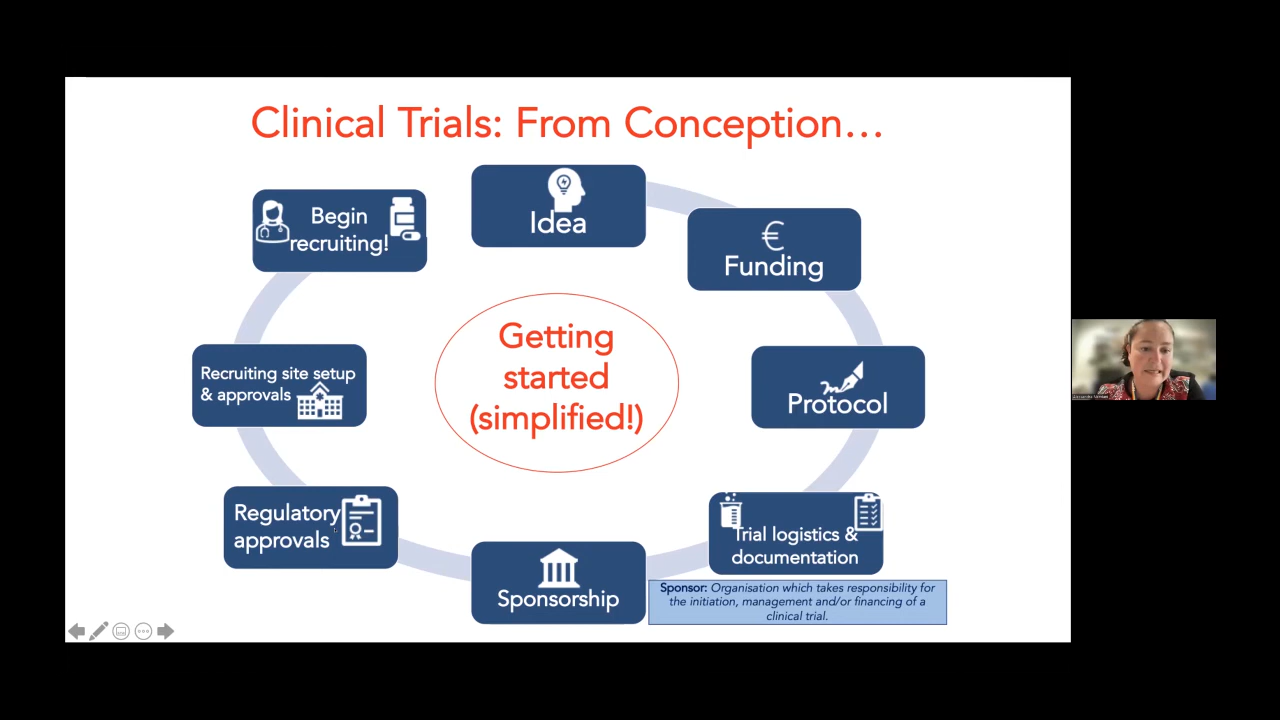 Clinical Trials: From Conception…
Idea
€
Funding
Protocol
Trial logistics &
documentation
Sponsor: Organisation which takes responsibility for
the initiation, management and/or financing of a
clinical trial.
Sponsorship
Regulatory
approvals
Recruiting site setup
& approvals
Begin
recruiting!
Getting
started
(simplified!)